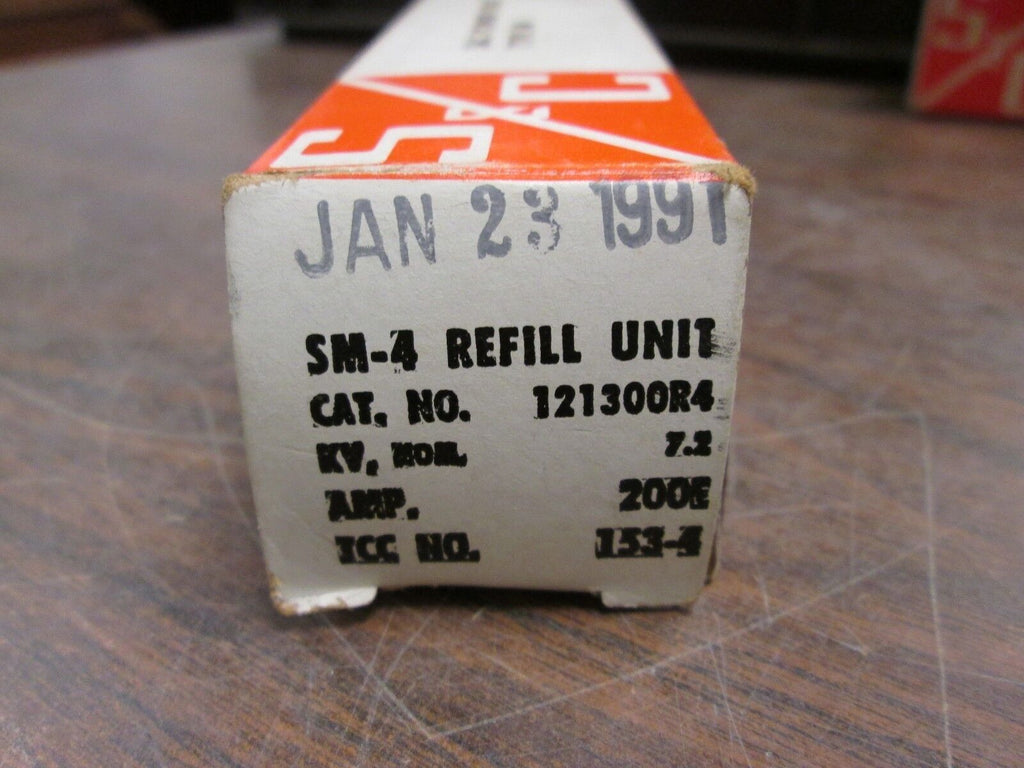 S&C
JAN 23 1991
SM-4 REFILL UNIT
CAT. NO. 121300R4
KV, NOM. 7.2
AMP. 200E
TCC NO. 153-4